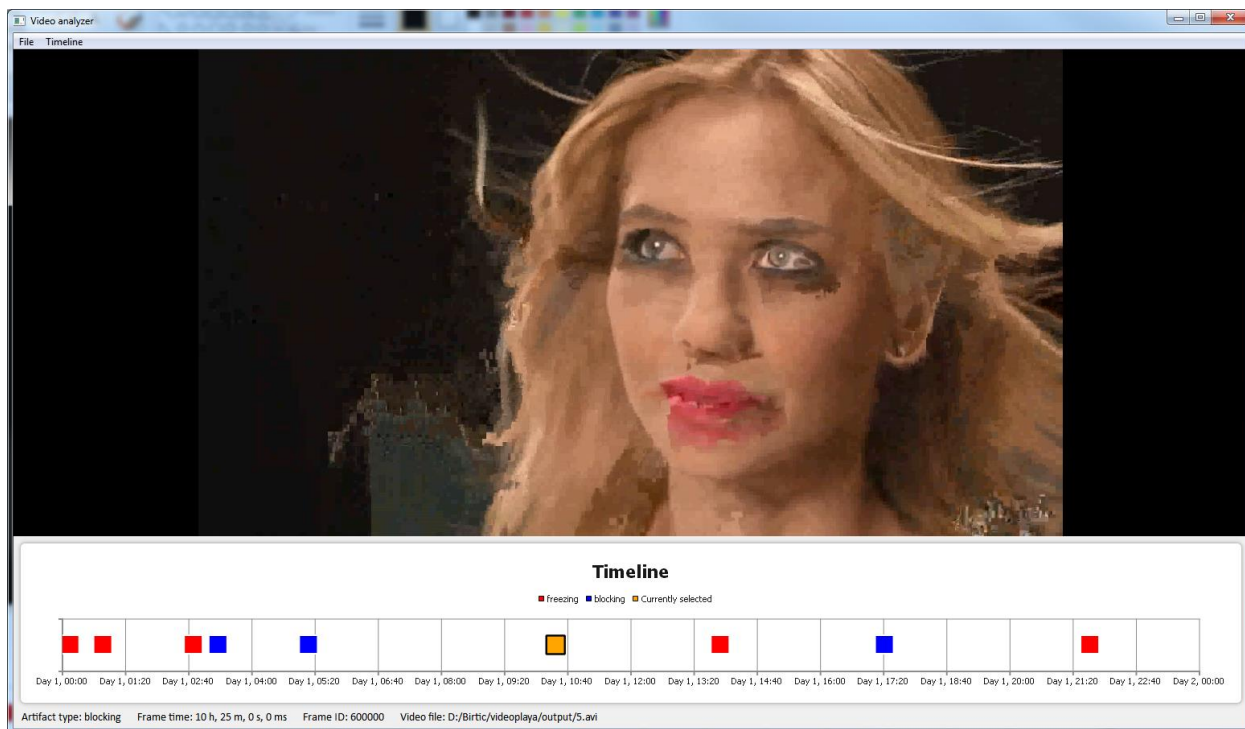 Video analyzer
File Timeline
Timeline
freezing blocking Currently selected
Day 1, 00:00 Day 1, 01:20 Day 1, 02:40 Day 1, 04:00 Day 1, 05:20 Day 1, 06:40 Day 1, 08:00 Day 1, 09:20 Day 1, 10:40 Day 1, 12:00 Day 1, 13:20 Day 1, 14:40 Day 1, 16:00 Day 1, 17:20 Day 1, 18:40 Day 1, 20:00 Day 1, 21:20 Day 1, 22:40 Day 2, 00:00
Artifact type: blocking Frame time: 10 h, 25 m, 0 s, 0 ms Frame ID: 600000 Video file: D:/Birtic/videoplaya/output/5.avi